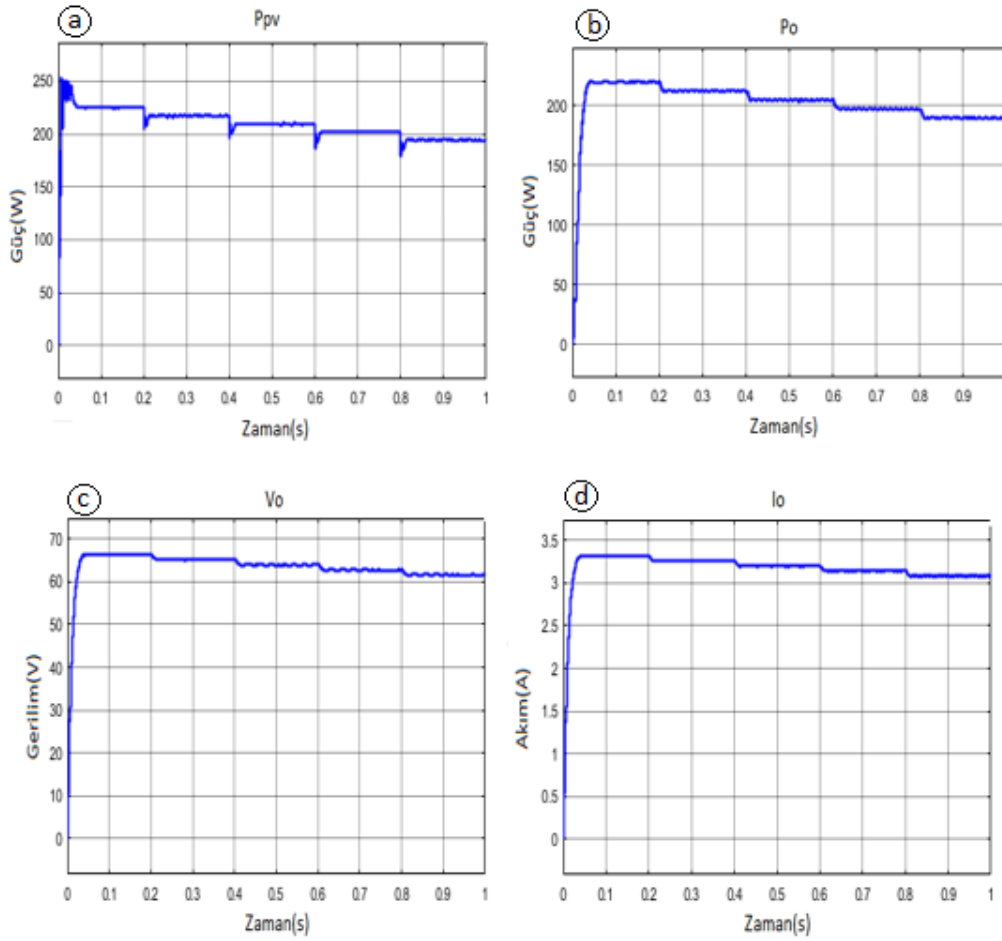 a
Ppv
250
200
150
100
50
0
Güç(W)
0 0.1 0.2 0.3 0.4 0.5 0.6 0.7 0.8 0.9 1
Zaman(s)
b
Po
200
150
100
50
0
Güç(W)
0 0.1 0.2 0.3 0.4 0.5 0.6 0.7 0.8 0.9
Zaman(s)
c
Vo
70
60
50
40
30
20
10
0
Gerilim(V)
0 0.1 0.2 0.3 0.4 0.5 0.6 0.7 0.8 0.9 1
Zaman(s)
d
Io
3.5
3
2.5
2
1.5
1
0.5
0
Akım(A)
0 0.1 0.2 0.3 0.4 0.5 0.6 0.7 0.8 0.9 1
Zaman(s)